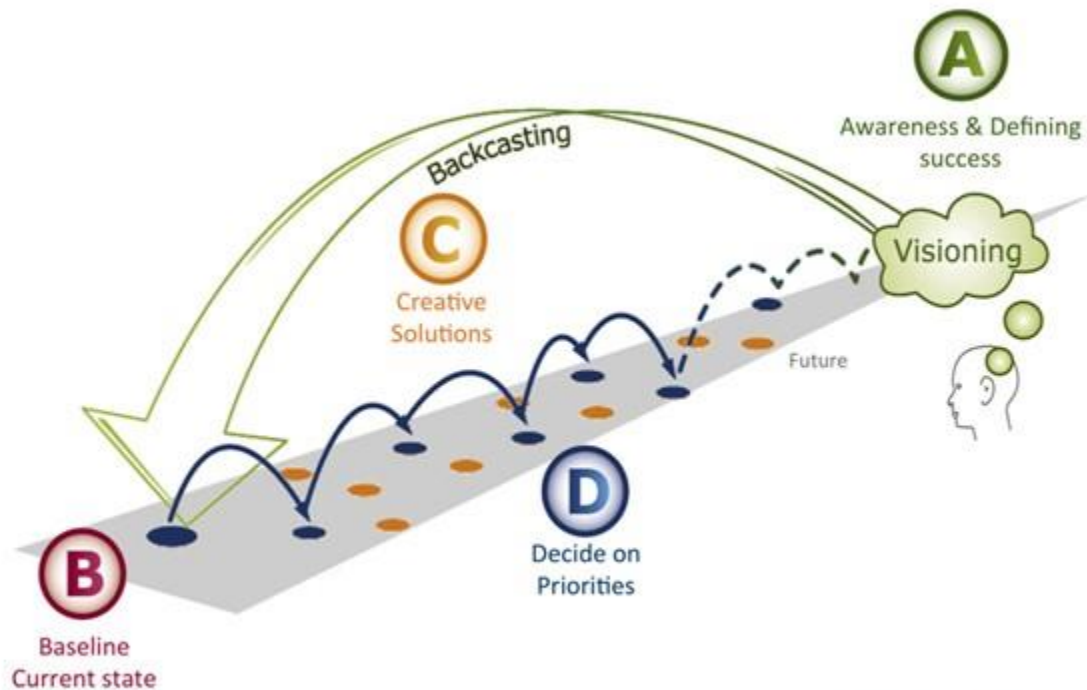 A
Awareness & Defining
success
Backcasting
Visioning
C
Creative
Solutions
Future
D
Decide on
Priorities
B
Baseline
Current state